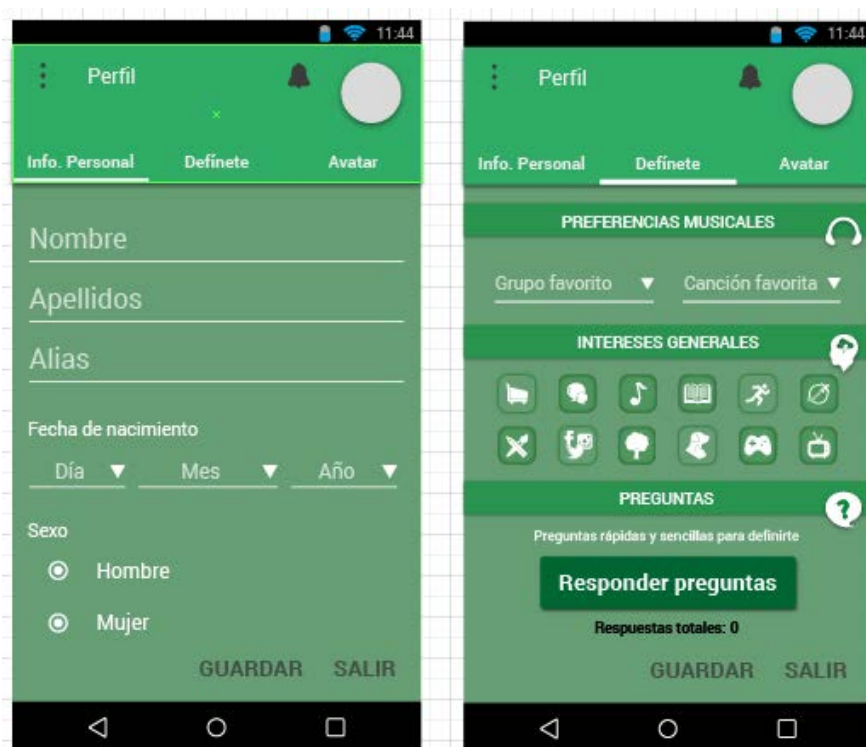 11:44
Perfil
Info. Personal Defínete Avatar
Nombre
Apellidos
Alias
Fecha de nacimiento
Día Mes Año
Sexo
Hombre
Mujer
GUARDAR SALIR
11:44
Perfil
Info. Personal Defínete Avatar
PREFERENCIAS MUSICALES
Grupo favorito Canción favorita
INTERESES GENERALES
PREGUNTAS
?
Preguntas rápidas y sencillas para definirte
Responder preguntas
Respuestas totales: 0
GUARDAR SALIR